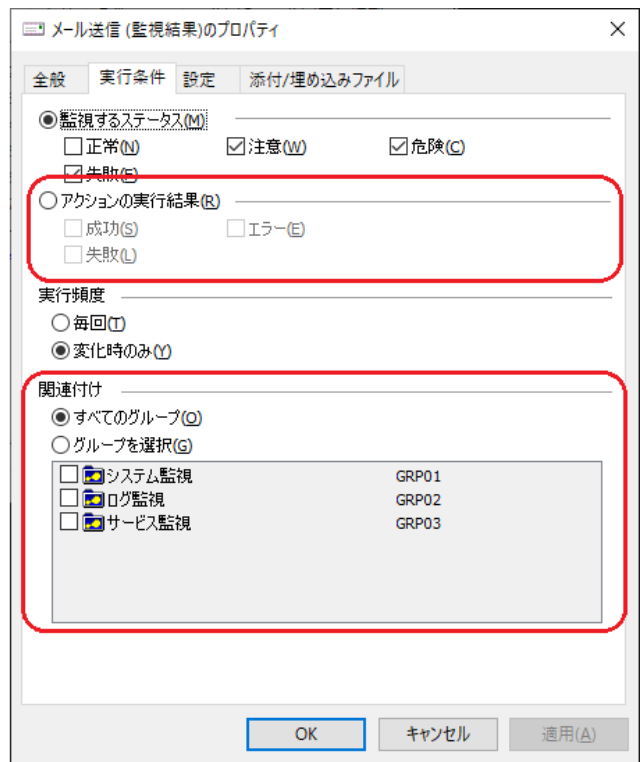 メール送信 (監視結果)のプロパティ
全般 実行条件 設定 添付/埋め込みファイル
監視するステータス(M)
正常(N) 注意(W) 危険(C)
失敗(F)
アクションの実行結果(R)
成功(S) エラー(E)
失敗(L)
実行頻度
毎回(T)
変化時のみ(Y)
関連付け
すべてのグループ(O)
グループを選択(G)
システム監視 GRP01
ログ監視 GRP02
サービス監視 GRP03
OK キャンセル 適用(A)